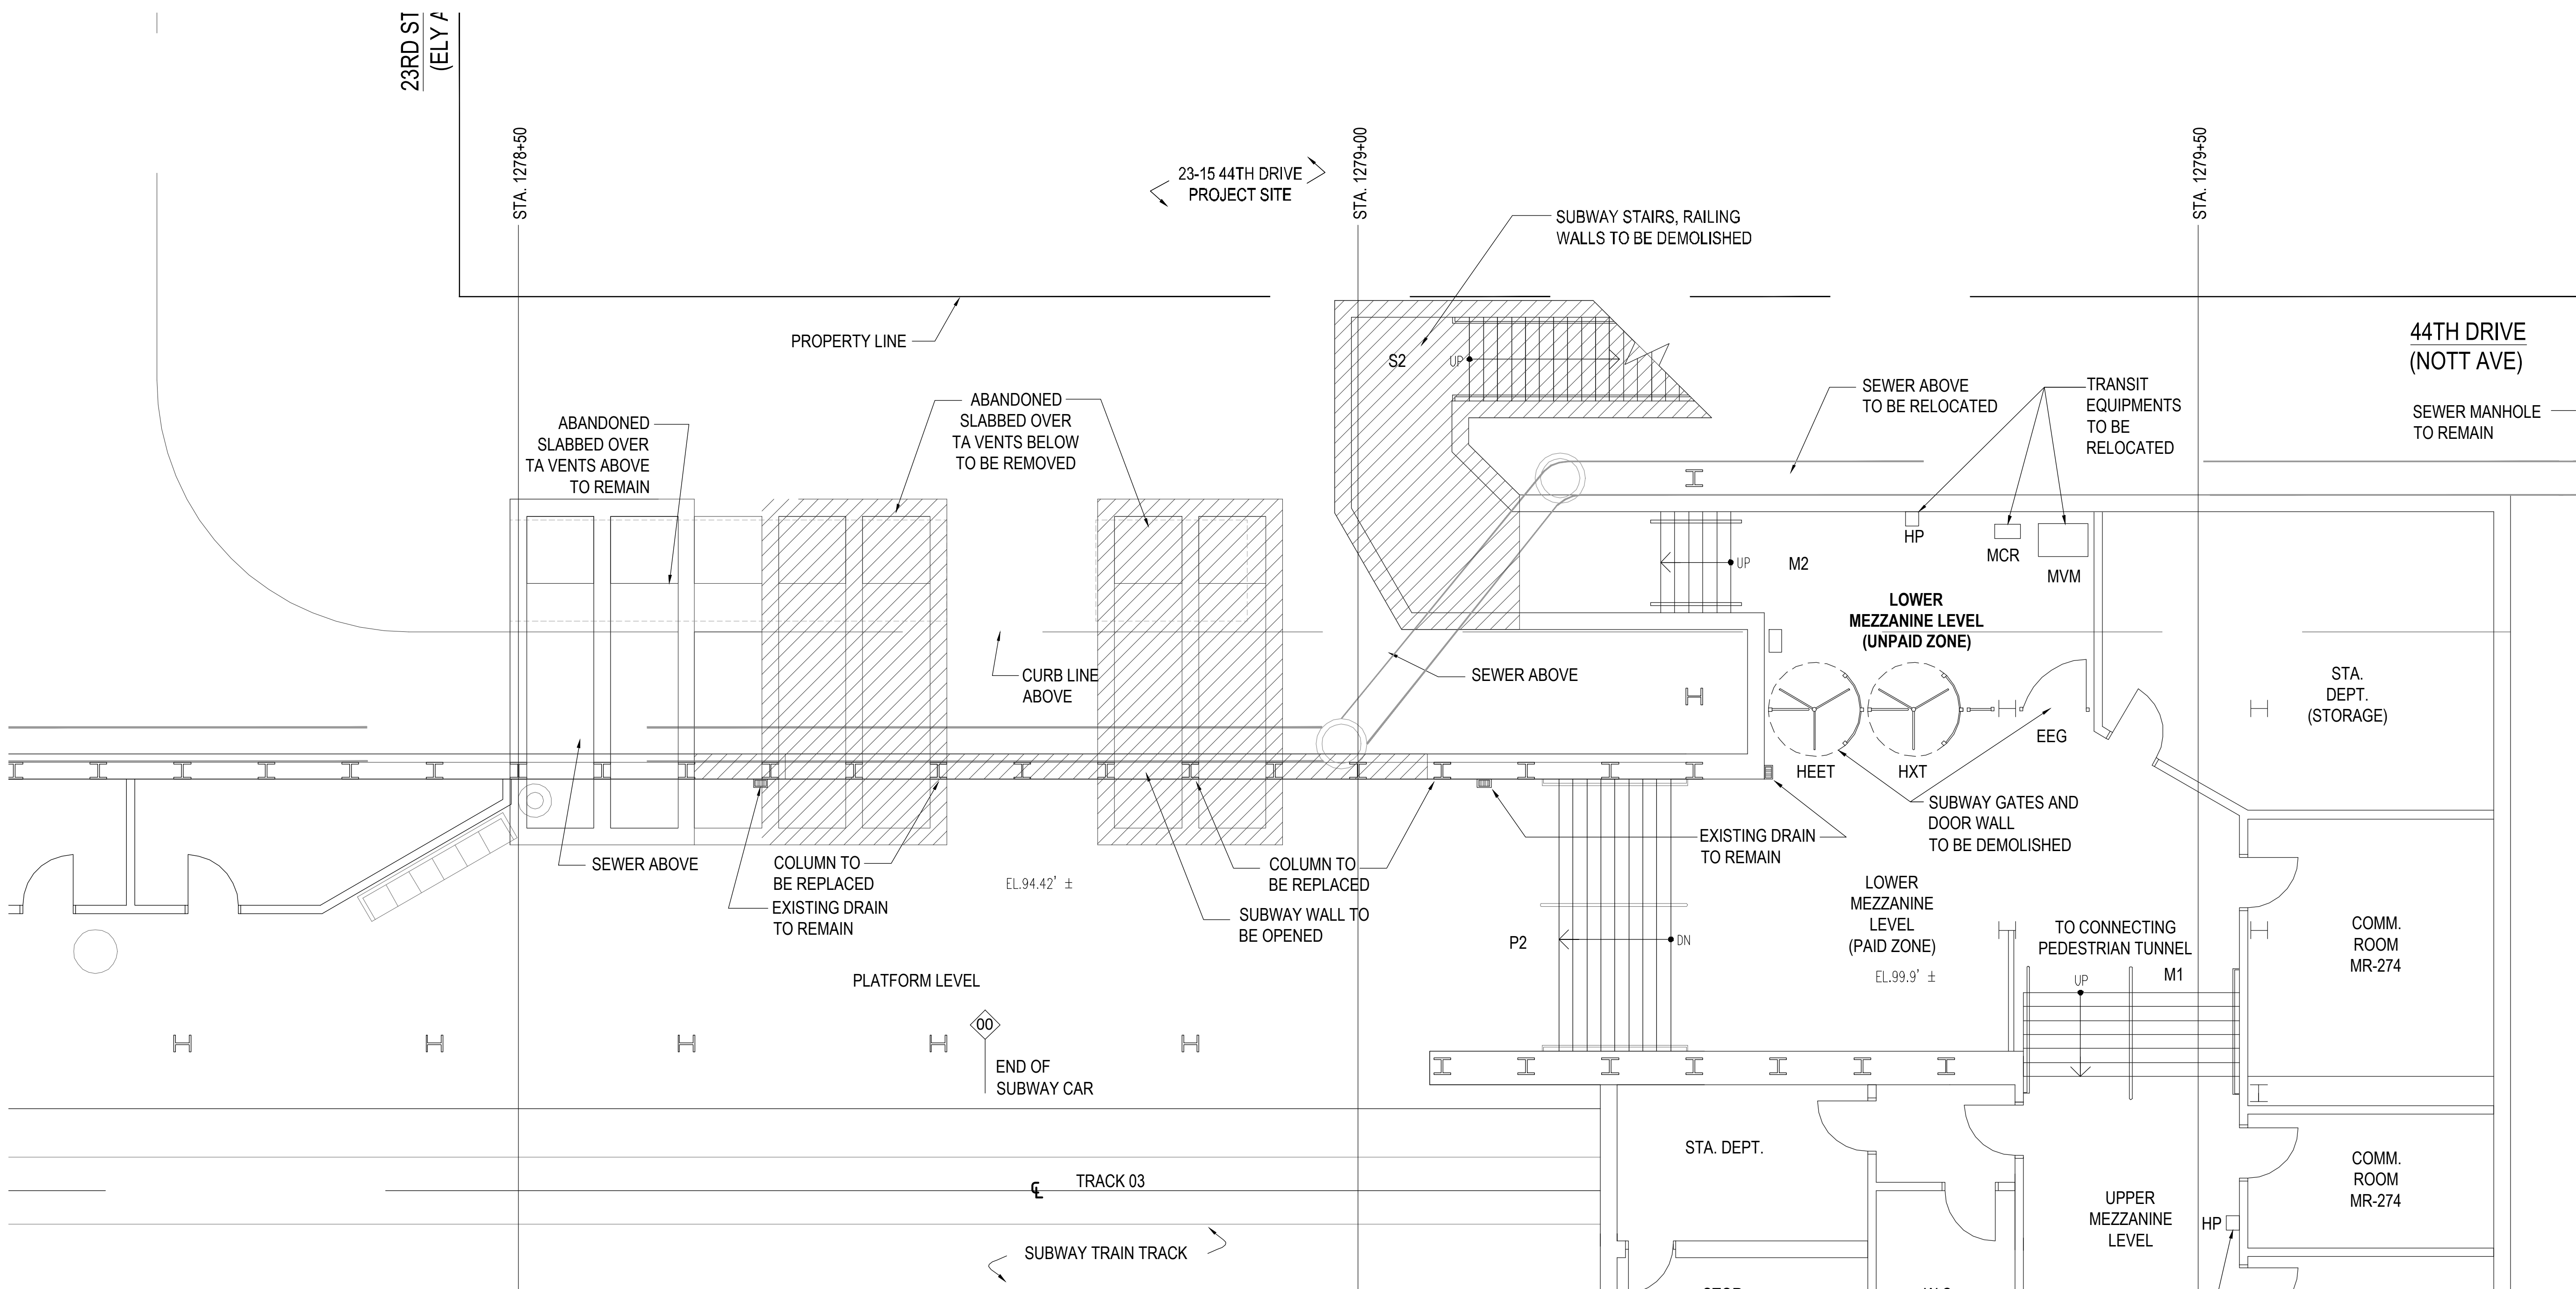 23RD ST
(ELY A
STA. 1278+50
STA. 1279+00
STA. 1279+50
23-15 44TH DRIVE
PROJECT SITE
SUBWAY STAIRS, RAILING
WALLS TO BE DEMOLISHED
PROPERTY LINE
44TH DRIVE
(NOTT AVE)
S2
UP
SEWER ABOVE
TO BE RELOCATED
TRANSIT
EQUIPMENTS
TO BE
RELOCATED
SEWER MANHOLE
TO REMAIN
ABANDONED
SLABBED OVER
TA VENTS ABOVE
TO REMAIN
ABANDONED
SLABBED OVER
TA VENTS BELOW
TO BE REMOVED
HP
MCR
MVM
UP
M2
LOWER
MEZZANINE LEVEL
(UNPAID ZONE)
CURB LINE
ABOVE
SEWER ABOVE
STA.
DEPT.
(STORAGE)
EEG
HEET
HXT
SUBWAY GATES AND
DOOR WALL
TO BE DEMOLISHED
EXISTING DRAIN
TO REMAIN
SEWER ABOVE
COLUMN TO
BE REPLACED
EXISTING DRAIN
TO REMAIN
EL.94.42' ±
COLUMN TO
BE REPLACED
SUBWAY WALL TO
BE OPENED
P2
DN
LOWER
MEZZANINE
LEVEL
(PAID ZONE)
EL.99.9' ±
TO CONNECTING
PEDESTRIAN TUNNEL
M1
UP
COMM.
ROOM
MR-274
PLATFORM LEVEL
00
END OF
SUBWAY CAR
STA. DEPT.
COMM.
ROOM
MR-274
TRACK 03
UPPER
MEZZANINE
LEVEL
HP
SUBWAY TRAIN TRACK